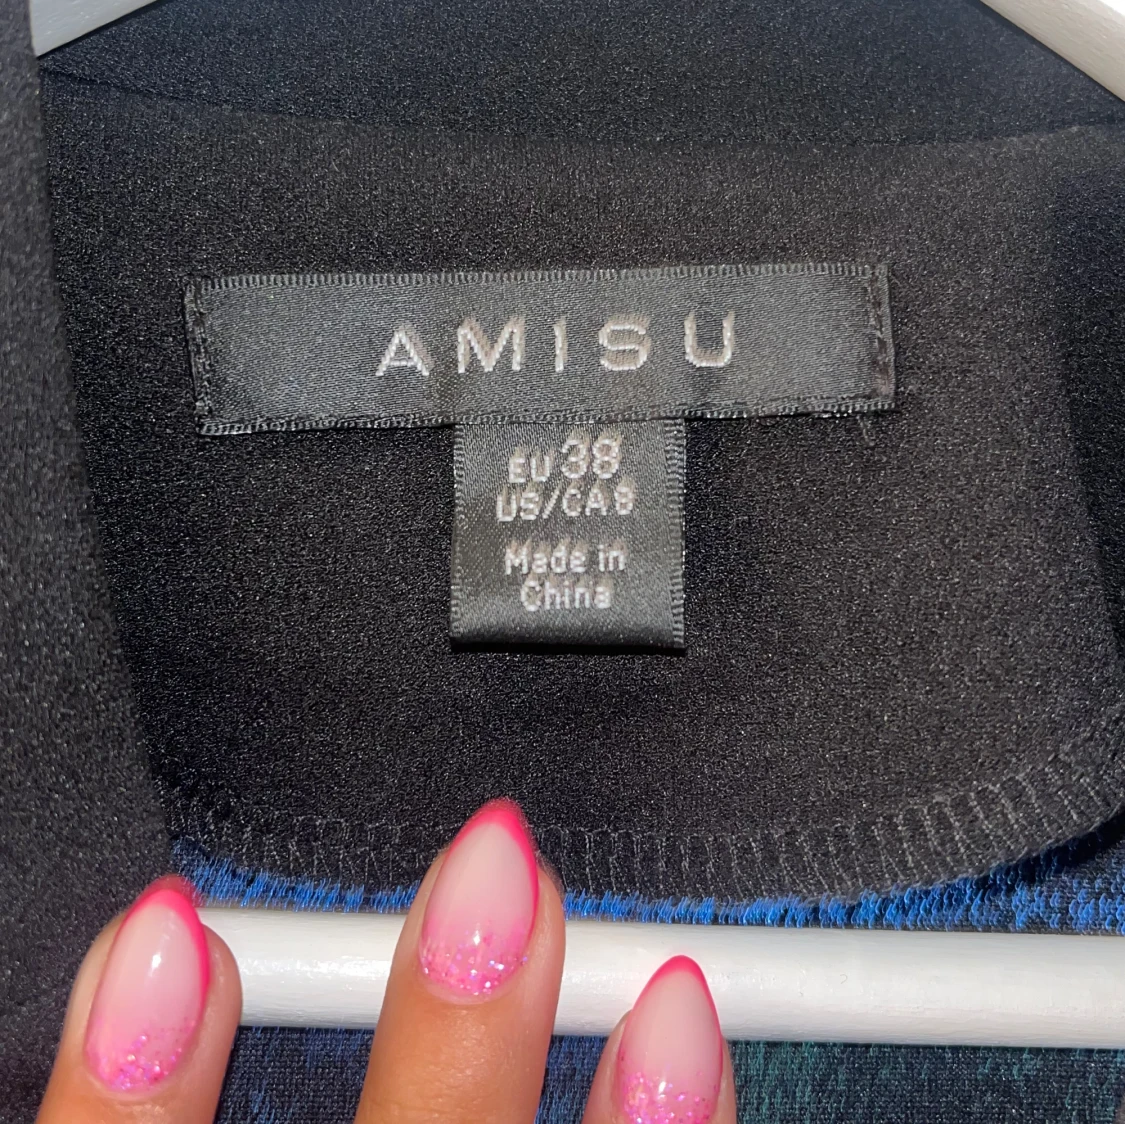 AMISU
EU 38
US/CA 8
Made in
China